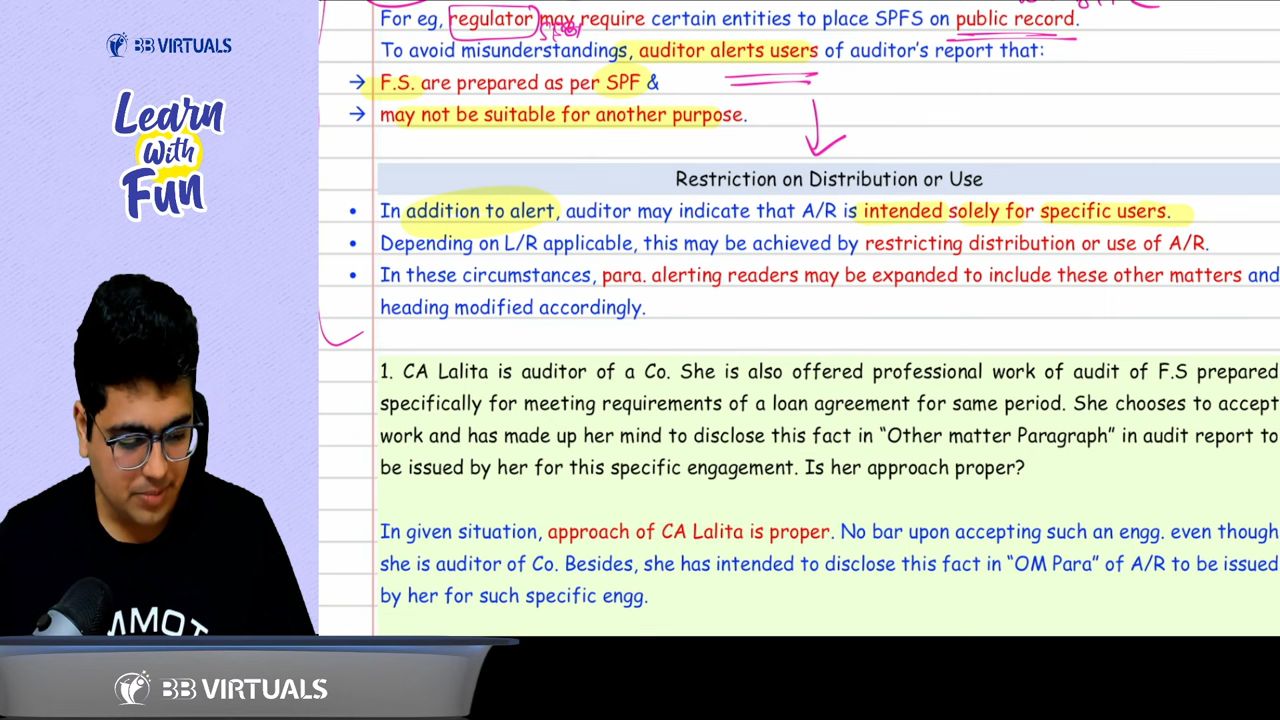 For eg, regulator may require certain entities to place SPFS on public record.
BB VIRTUALS
To avoid misunderstandings, auditor alerts users of auditor's report that:
→ F.S. are prepared as per SPF &
→ may not be suitable for another purpose.
Learn
With
Fun
Restriction on Distribution or Use
• In addition to alert, auditor may indicate that A/R is intended solely for specific users.
• Depending on L/R applicable, this may be achieved by restricting distribution or use of A/R.
• In these circumstances, para. alerting readers may be expanded to include these other matters and
heading modified accordingly.
1. CA Lalita is auditor of a Co. She is also offered professional work of audit of F.S prepared
specifically for meeting requirements of a loan agreement for same period. She chooses to accept
work and has made up her mind to disclose this fact in “Other matter Paragraph” in audit report to
be issued by her for this specific engagement. Is her approach proper?
In given situation, approach of CA Lalita is proper. No bar upon accepting such an engg. even though
she is auditor of Co. Besides, she has intended to disclose this fact in “OM Para” of A/R to be issued
by her for such specific engg.
BB VIRTUALS